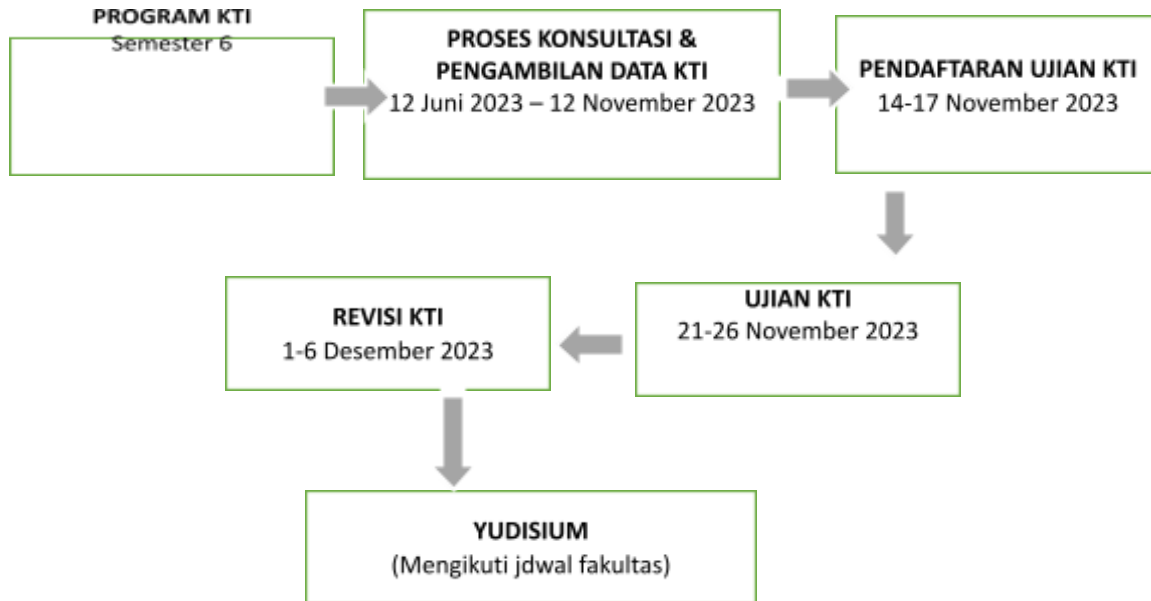 PROGRAM KTI
Semester 6
PROSES KONSULTASI &
PENGAMBILAN DATA KTI
12 Juni 2023 – 12 November 2023
PENDAFTARAN UJIAN KTI
14-17 November 2023
UJIAN KTI
21-26 November 2023
REVISI KTI
1-6 Desember 2023
YUDISIUM
(Mengikuti jdwal fakultas)